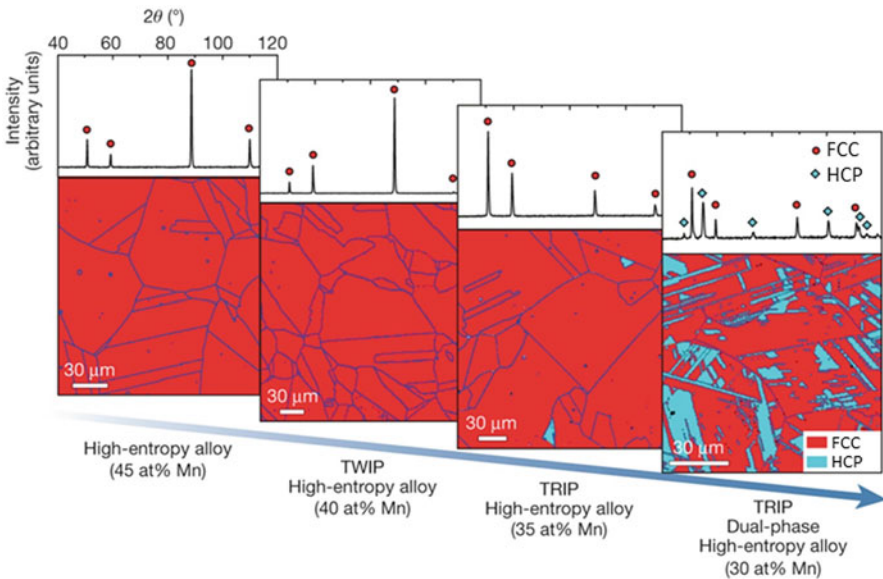 2θ (°)
40 60 80 100 120
Intensity
(arbitrary units)
FCC
HCP
30 μm
30 μm
30 μm
30 μm
FCC
HCP
High-entropy alloy
(45 at% Mn)
TWIP
High-entropy alloy
(40 at% Mn)
TRIP
High-entropy alloy
(35 at% Mn)
TRIP
Dual-phase
High-entropy alloy
(30 at% Mn)